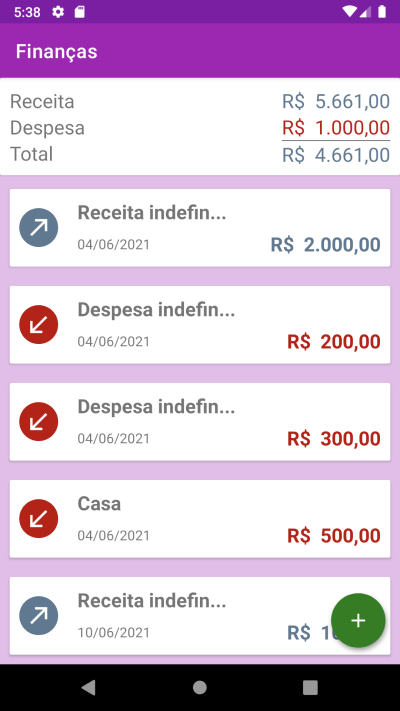 5:38
Finanças
Receita R$ 5.661,00
Despesa R$ 1.000,00
Total R$ 4.661,00
Receita indefin...
04/06/2021 R$ 2.000,00
Despesa indefin...
04/06/2021 R$ 200,00
Despesa indefin...
04/06/2021 R$ 300,00
Casa
04/06/2021 R$ 500,00
Receita indefin...
10/06/2021 R$